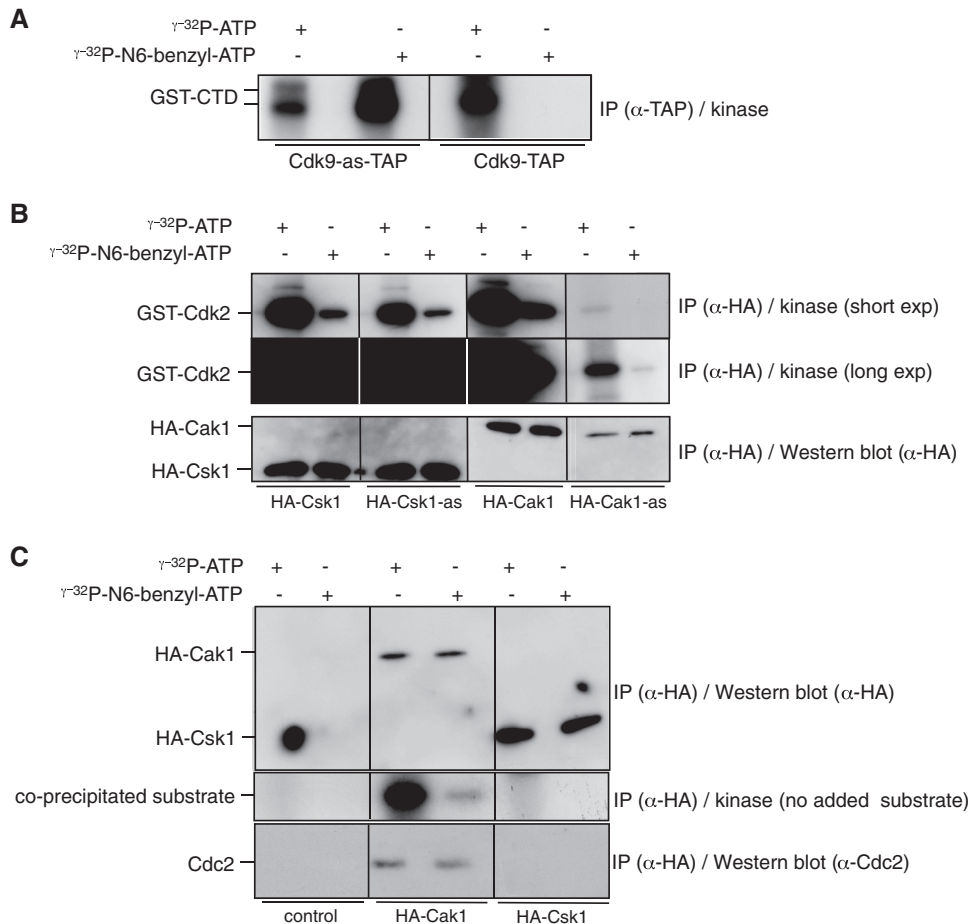 A
γ–32P-ATP + - + -
γ–32P-N6-benzyl-ATP - + - +
GST-CTD
IP (α-TAP) / kinase
Cdk9-as-TAP Cdk9-TAP
B
γ–32P-ATP + - + - + - + -
γ–32P-N6-benzyl-ATP - + - + - + - +
GST-Cdk2 IP (α-HA) / kinase (short exp)
GST-Cdk2 IP (α-HA) / kinase (long exp)
HA-Cak1
IP (α-HA) / Western blot (α-HA)
HA-Csk1
HA-Csk1 HA-Csk1-as HA-Cak1 HA-Cak1-as
C
γ–32P-ATP + - + - + -
γ–32P-N6-benzyl-ATP - + - + - +
HA-Cak1
IP (α-HA) / Western blot (α-HA)
HA-Csk1
co-precipitated substrate IP (α-HA) / kinase (no added substrate)
Cdc2 IP (α-HA) / Western blot (α-Cdc2)
control HA-Cak1 HA-Csk1